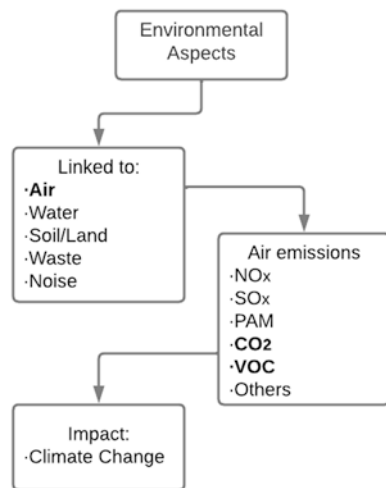 Environmental
Aspects
Linked to:
·Air
·Water
·Soil/Land
·Waste
·Noise
Air emissions
·NOx
·SOx
·PAM
·CO₂
·VOC
·Others
Impact:
·Climate Change